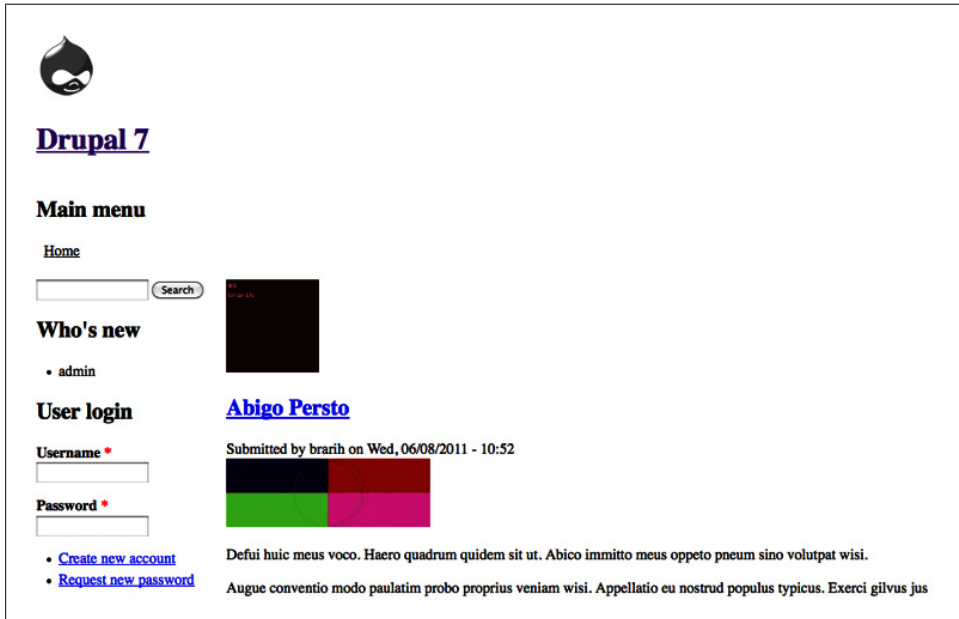 Drupal 7
Main menu
Home
Search
Who's new
admin
User login
Username *
Password *
Create new account
Request new password
brarih
Abigo Persto
Submitted by brarih on Wed, 06/08/2011 - 10:52
Defui huic meus voco. Haero quadrum quidem sit ut. Abico immitto meus oppeto pneum sino volutpat wisi.
Augue conventio modo paulatim probo proprius veniam wisi. Appellatio eu nostrud populus typicus. Exerci gilvus jus